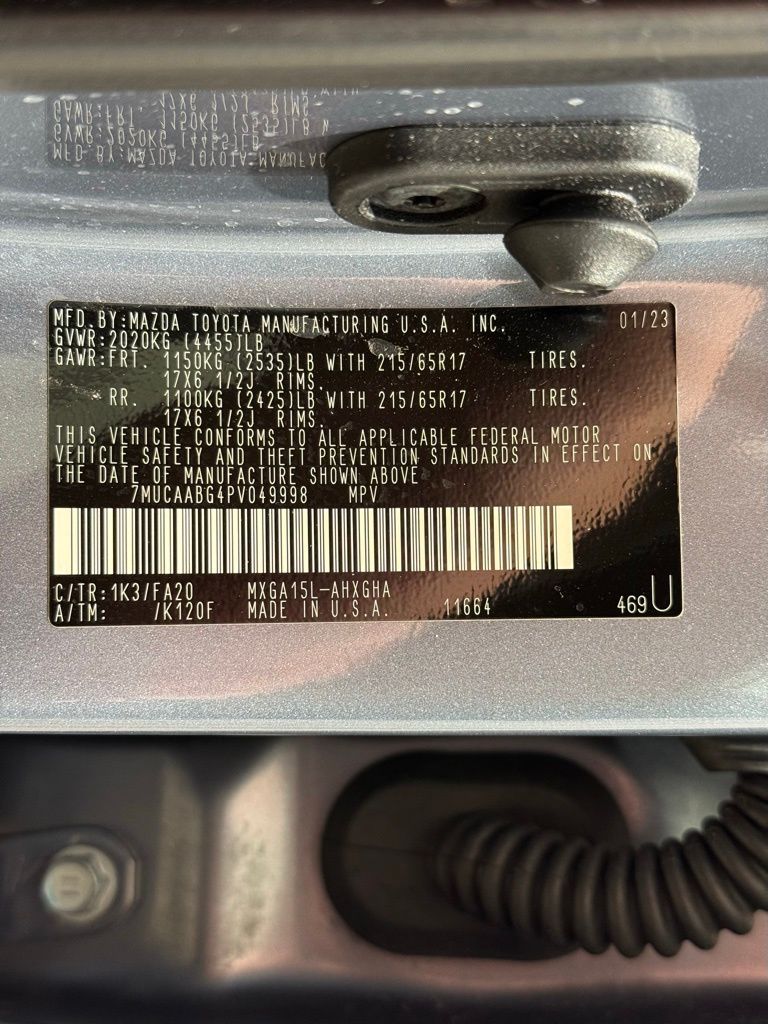 MFD.BY:MAZDA TOYOTA MANUFACTURING U.S.A. INC. 01/23
GVWR:2020KG (4455)LB
GAWR:FRT. 1150KG (2535)LB WITH 215/65R17 TIRES.
17X6 1/2J RIMS.
RR. 1100KG (2425)LB WITH 215/65R17 TIRES.
17X6 1/2J RIMS.
THIS VEHICLE CONFORMS TO ALL APPLICABLE FEDERAL MOTOR
VEHICLE SAFETY AND THEFT PREVENTION STANDARDS IN EFFECT ON
THE DATE OF MANUFACTURE SHOWN ABOVE
7MUCAABG4PV049998 MPV
C/TR:1K3/FA20 MXGA15L-AHXGHA
A/TM: /K120F MADE IN U.S.A. 11664 469U